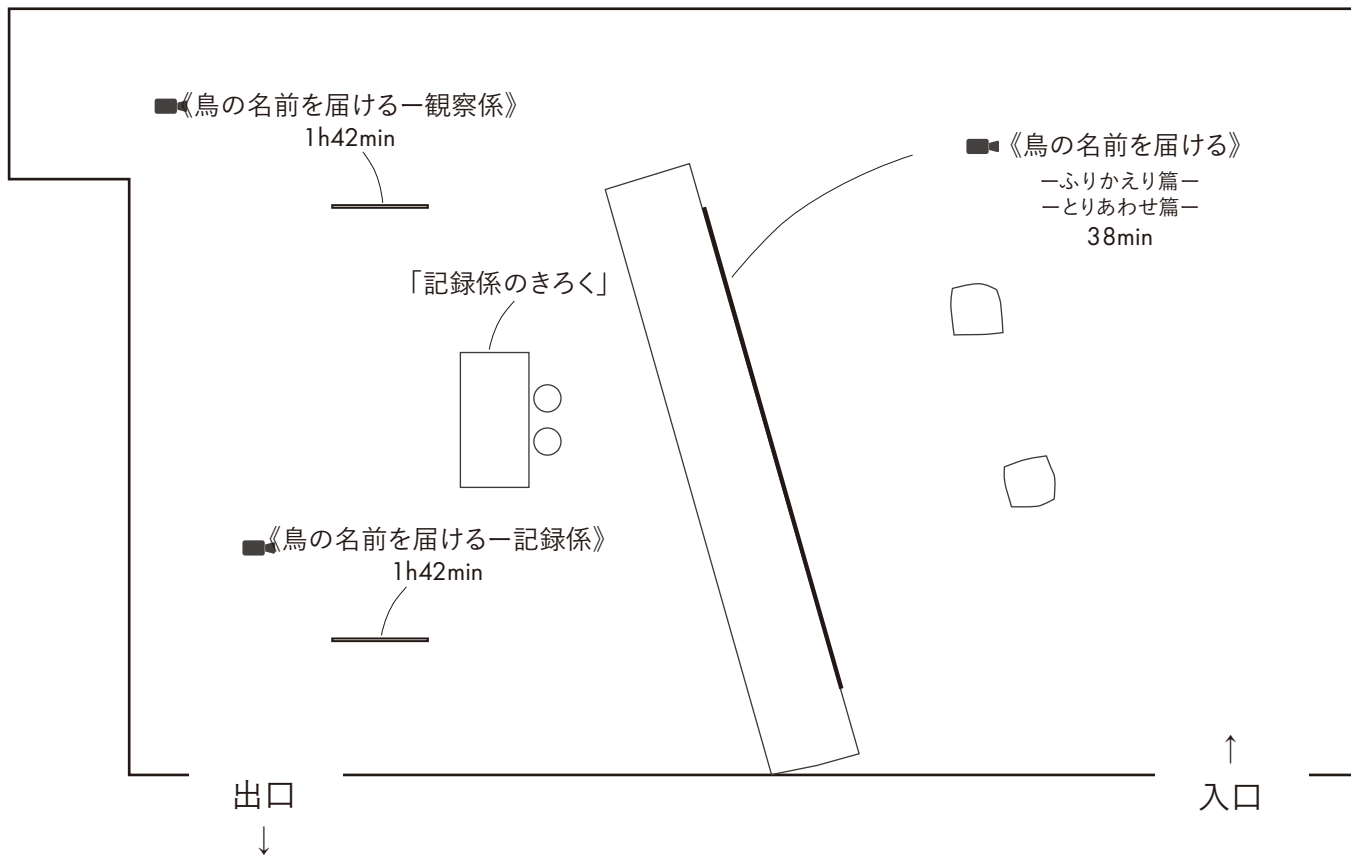 《鳥の名前を届けるー観察係》
1h42min
《鳥の名前を届ける》
ーふりかえり篇ー
ーとりあわせ篇ー
38min
「記録係のきろく」
《鳥の名前を届けるー記録係》
1h42min
出口
↓
↑
入口